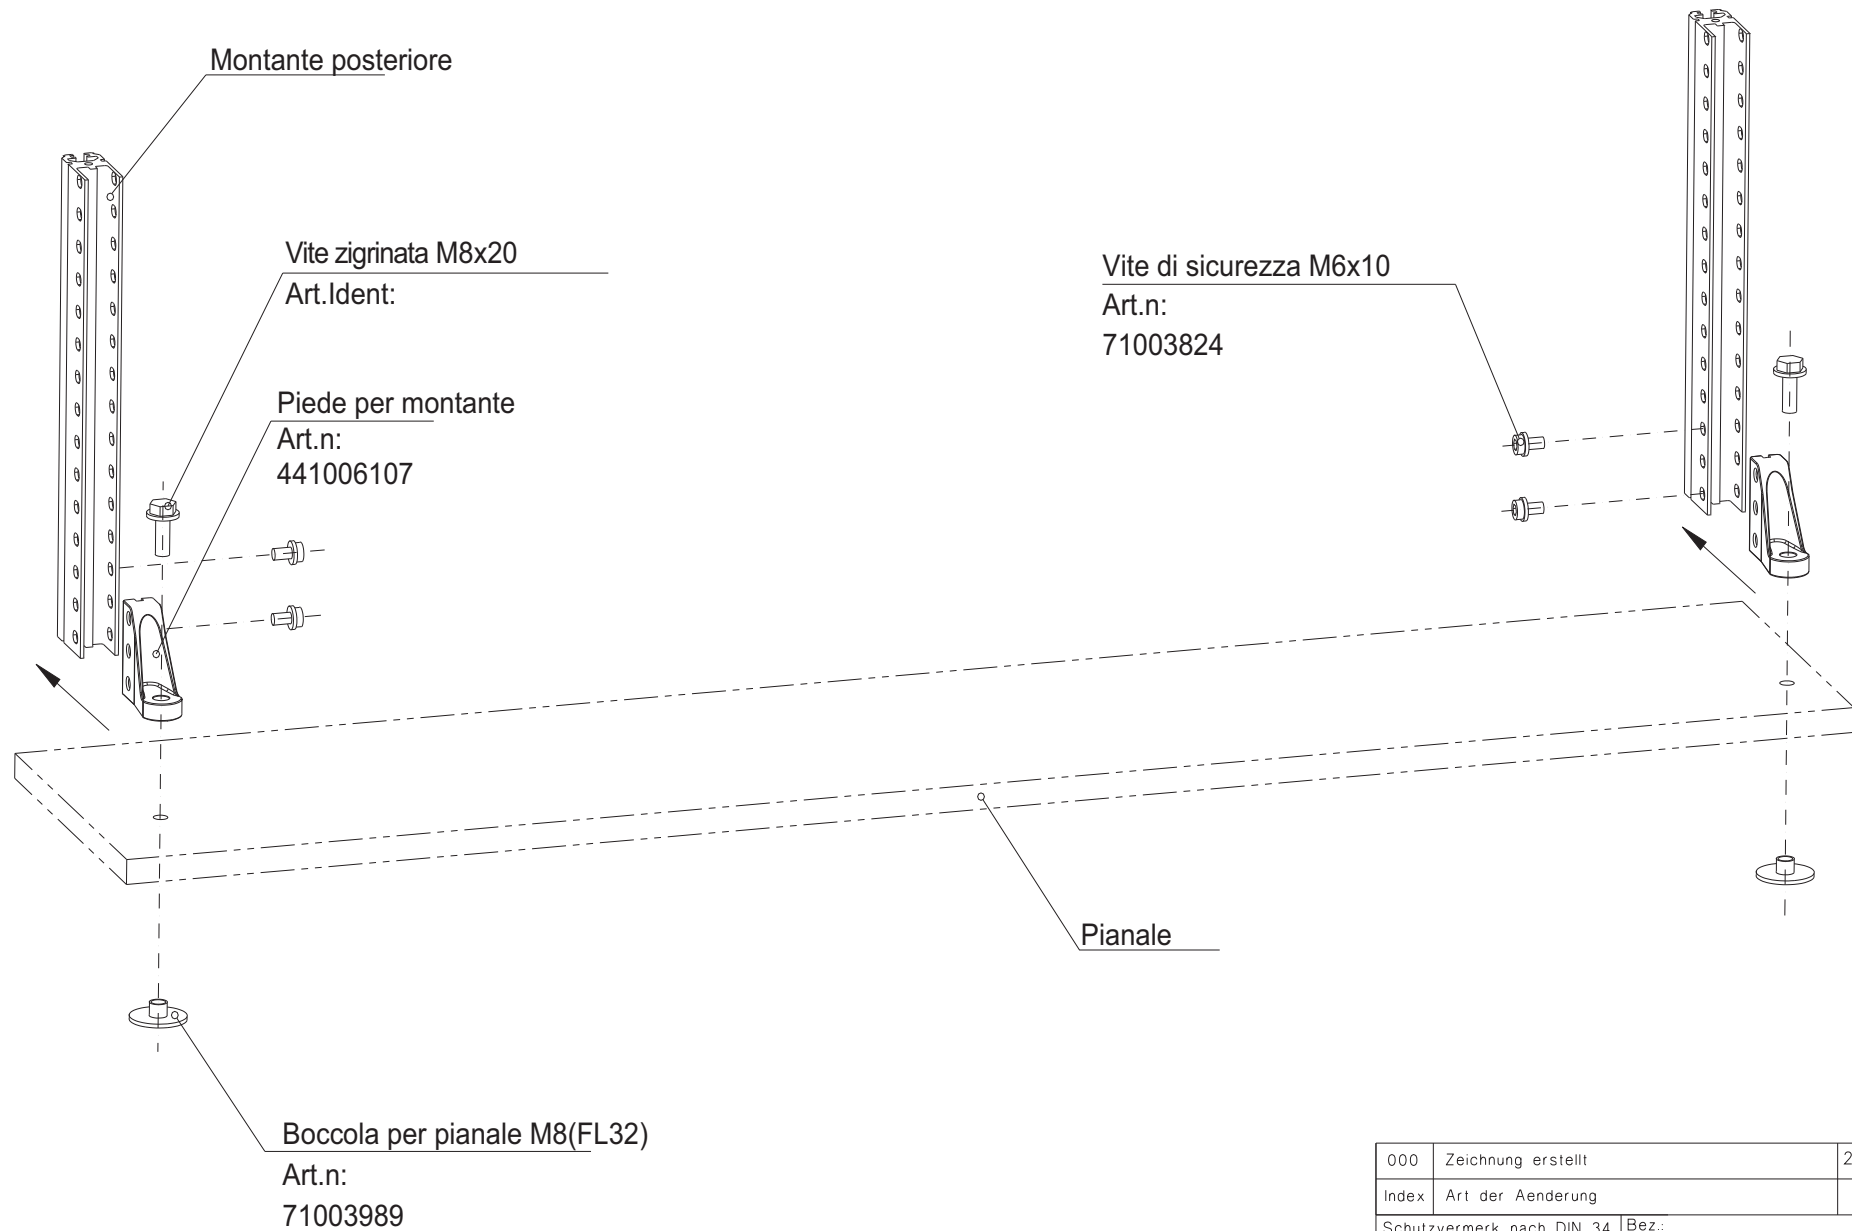 Montante posteriore
Vite zigrinata M8x20
Art.Ident:
Vite di sicurezza M6x10
Art.n:
71003824
Piede per montante
Art.n:
441006107
Pianale
Boccola per pianale M8(FL32)
Art.n:
71003989
000 Zeichnung erstellt 2
Index Art der Aenderung
Schutzvermerk nach DIN 34 Bez.: